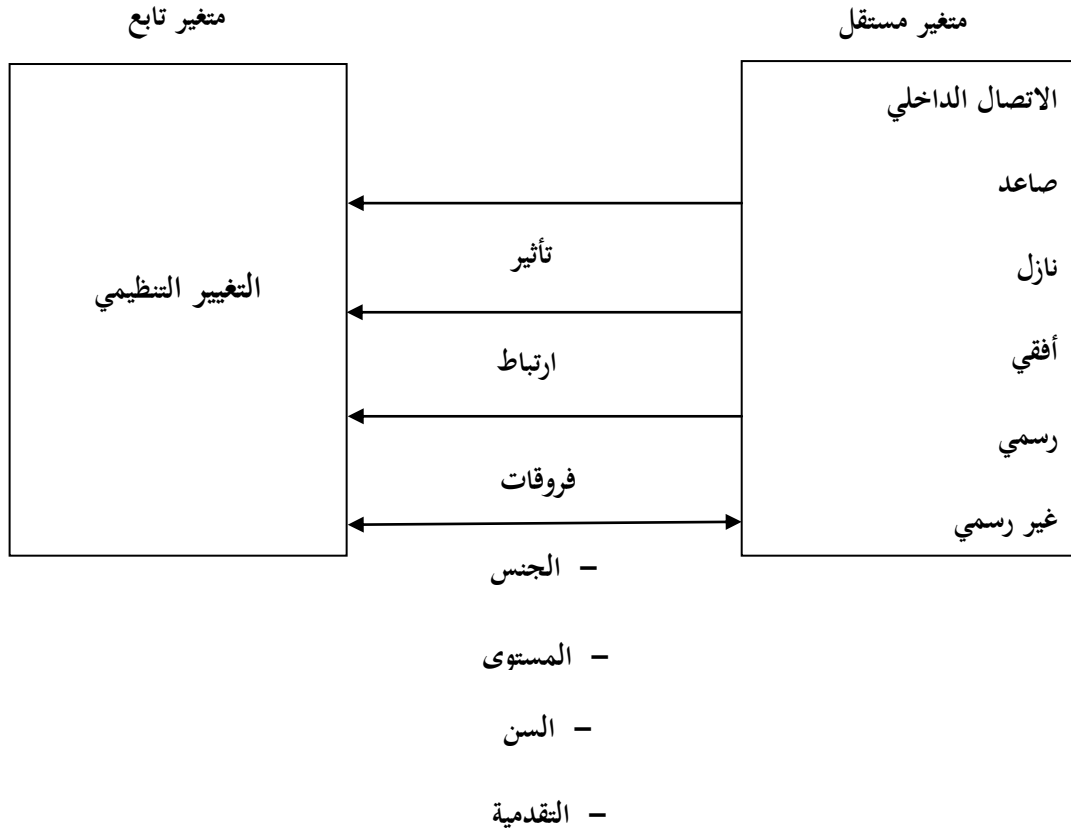 متغير مستقل
متغير تابع
الاتصال الداخلي
صاعد
نازل
أفقي
رسمي
غير رسمي
تأثير
ارتباط
فروقات
التغيير التنظيمي
– الجنس
– المستوى
– السن
– التقدمية